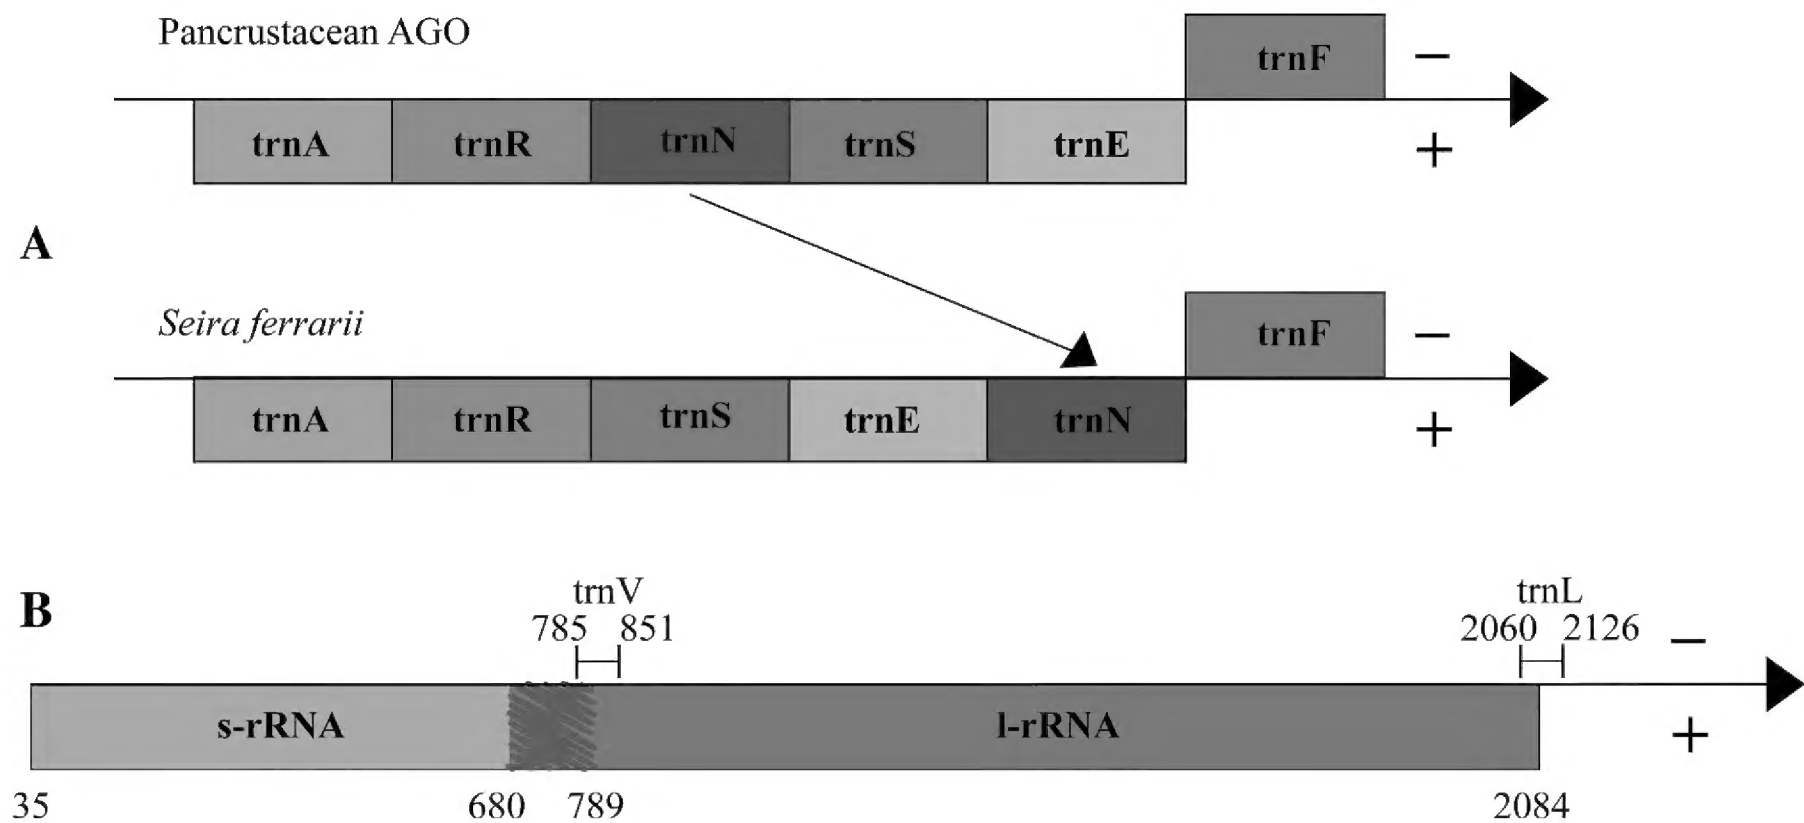 Pancrustacean AGO
trnF −
trnA trnR trnN trnS trnE +
A
Seira ferrarii
trnF −
trnA trnR trnS trnE trnN +
B
trnV trnL
785 851 2060 2126 −
s-rRNA l-rRNA +
35 680 789 2084